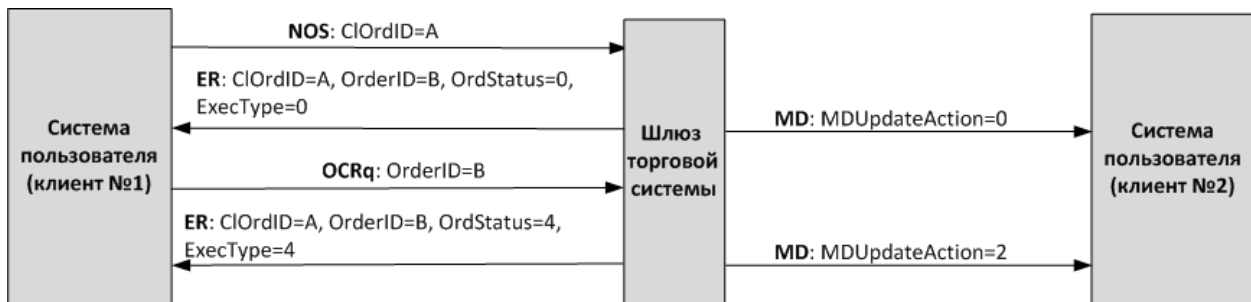 NOS: ClOrdID=A
ER: ClOrdID=A, OrderID=B, OrdStatus=0,
ExecType=0
MD: MDUpdateAction=0
Система
пользователя
(клиент №1)
Шлюз
торговой
системы
Система
пользователя
(клиент №2)
OCRq: OrderID=B
ER: ClOrdID=A, OrderID=B, OrdStatus=4,
ExecType=4
MD: MDUpdateAction=2